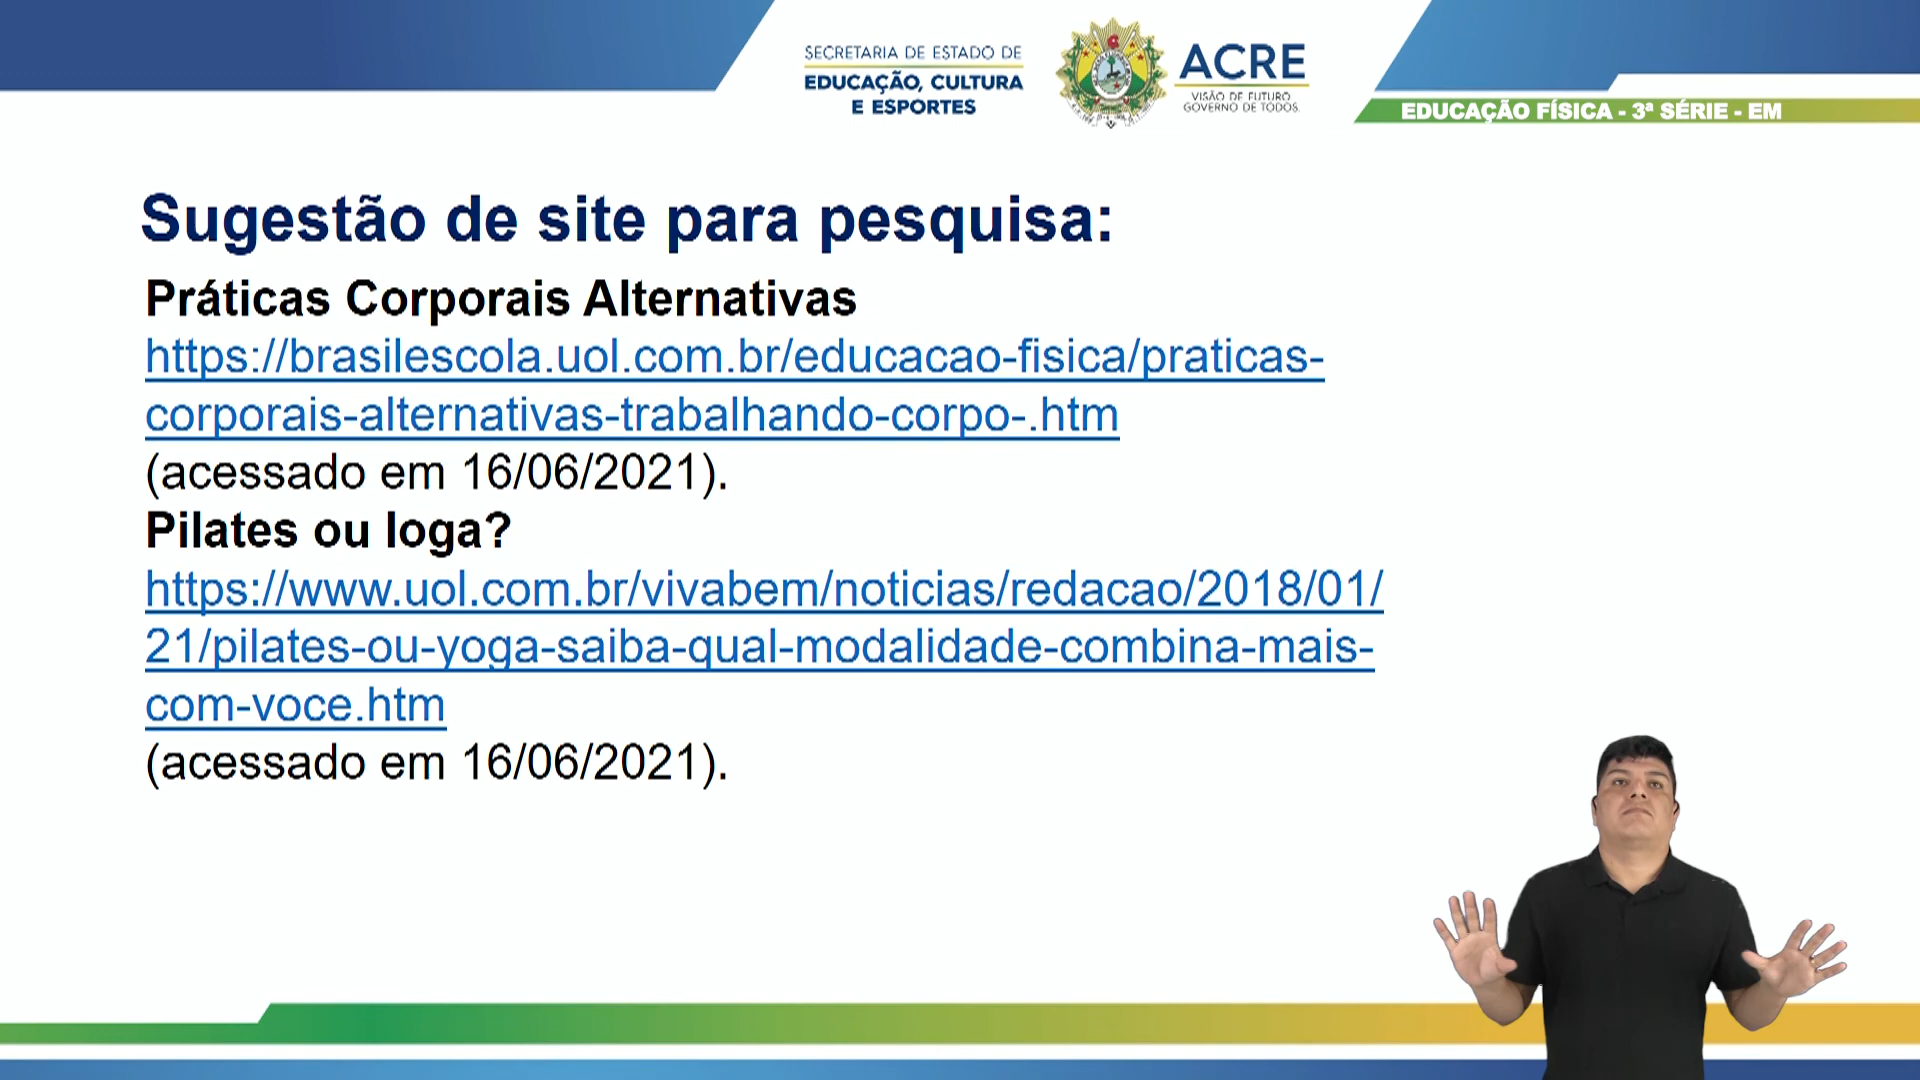 SECRETARIA DE ESTADO DE
EDUCAÇÃO, CULTURA
E ESPORTES
ACRE
VISÃO DE FUTURO
GOVERNO DE TODOS.
EDUCAÇÃO FÍSICA - 3ª SÉRIE - EM
Sugestão de site para pesquisa:
Práticas Corporais Alternativas
https://brasilescola.uol.com.br/educacao-fisica/praticas-
corporais-alternativas-trabalhando-corpo-.htm
(acessado em 16/06/2021).
Pilates ou Ioga?
https://www.uol.com.br/vivabem/noticias/redacao/2018/01/
21/pilates-ou-yoga-saiba-qual-modalidade-combina-mais-
com-voce.htm
(acessado em 16/06/2021).